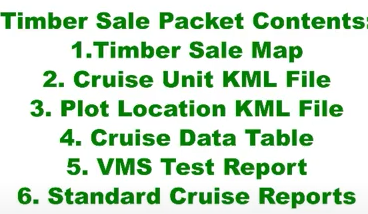 Timber Sale Packet Contents:
1.Timber Sale Map
2. Cruise Unit KML File
3. Plot Location KML File
4. Cruise Data Table
5. VMS Test Report
6. Standard Cruise Reports